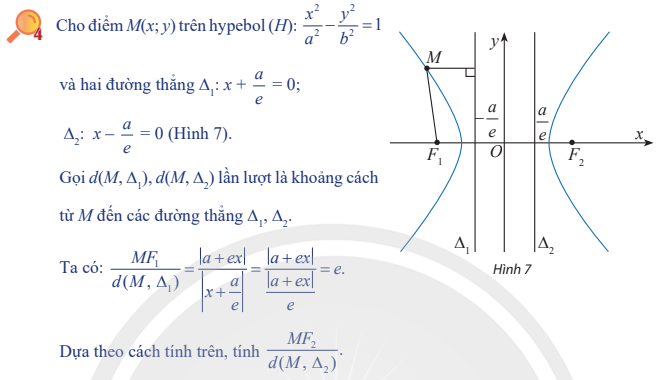 4
Cho điểm M(x; y) trên hypebol (H): x²/a² − y²/b² = 1
và hai đường thẳng Δ₁: x + a/e = 0;
Δ₂: x − a/e = 0 (Hình 7).
Gọi d(M, Δ₁), d(M, Δ₂) lần lượt là khoảng cách
từ M đến các đường thẳng Δ₁, Δ₂.
Ta có: MF₁/d(M, Δ₁) = |a + ex|/|x + a/e| = |a + ex|/(|a + ex|/e) = e.
Dựa theo cách tính trên, tính MF₂/d(M, Δ₂).
y
M
−a/e
a/e
x
F₁
O
F₂
Δ₁
Δ₂
Hình 7